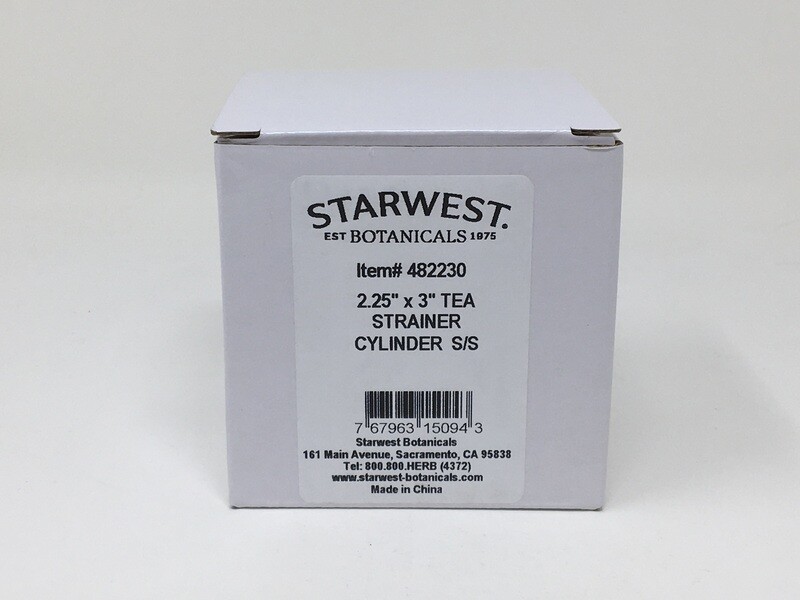 STARWEST.
EST BOTANICALS 1975
Item# 482230
2.25" x 3" TEA
STRAINER
CYLINDER S/S
7 67963 15094 3
Starwest Botanicals
161 Main Avenue, Sacramento, CA 95838
Tel: 800.800.HERB (4372)
www.starwest-botanicals.com
Made in China